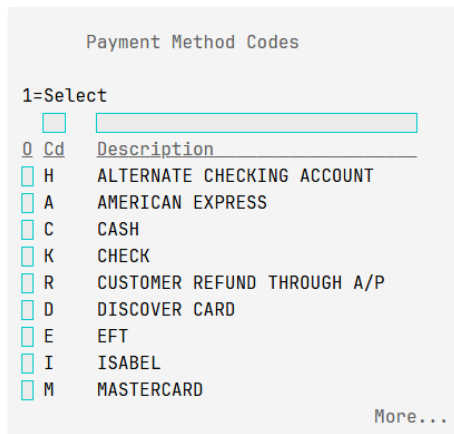 Payment Method Codes
1=Select
O Cd Description
H ALTERNATE CHECKING ACCOUNT
A AMERICAN EXPRESS
C CASH
K CHECK
R CUSTOMER REFUND THROUGH A/P
D DISCOVER CARD
E EFT
I ISABEL
M MASTERCARD
More...